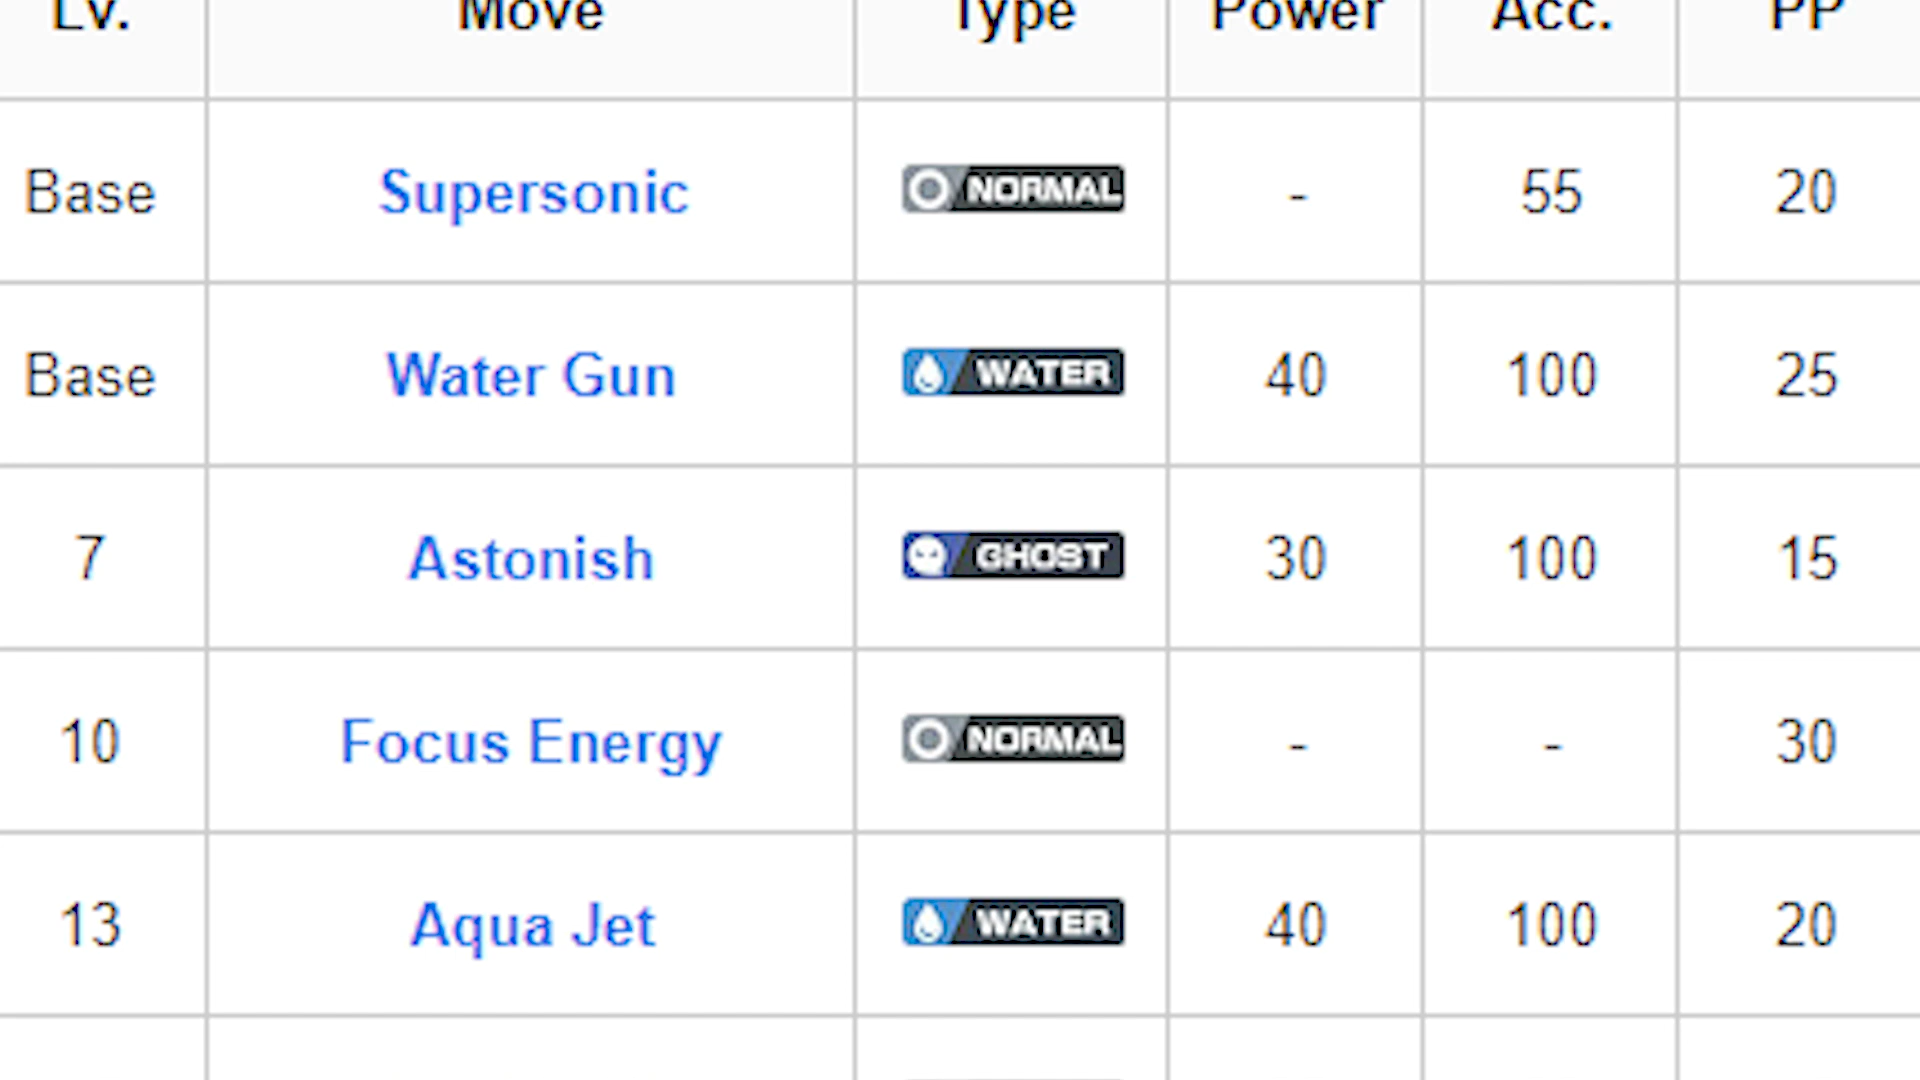 Lv. Move Type Power Acc. PP
Base Supersonic NORMAL - 55 20
Base Water Gun WATER 40 100 25
7 Astonish GHOST 30 100 15
10 Focus Energy NORMAL - - 30
13 Aqua Jet WATER 40 100 20